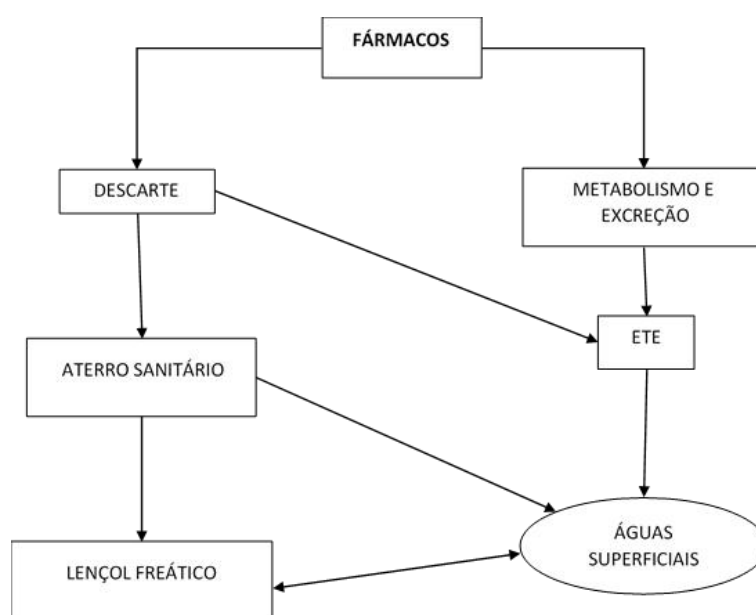 FÁRMACOS
DESCARTE
METABOLISMO E
EXCREÇÃO
ETE
ATERRO SANITÁRIO
ÁGUAS
SUPERFICIAIS
LENÇOL FREÁTICO